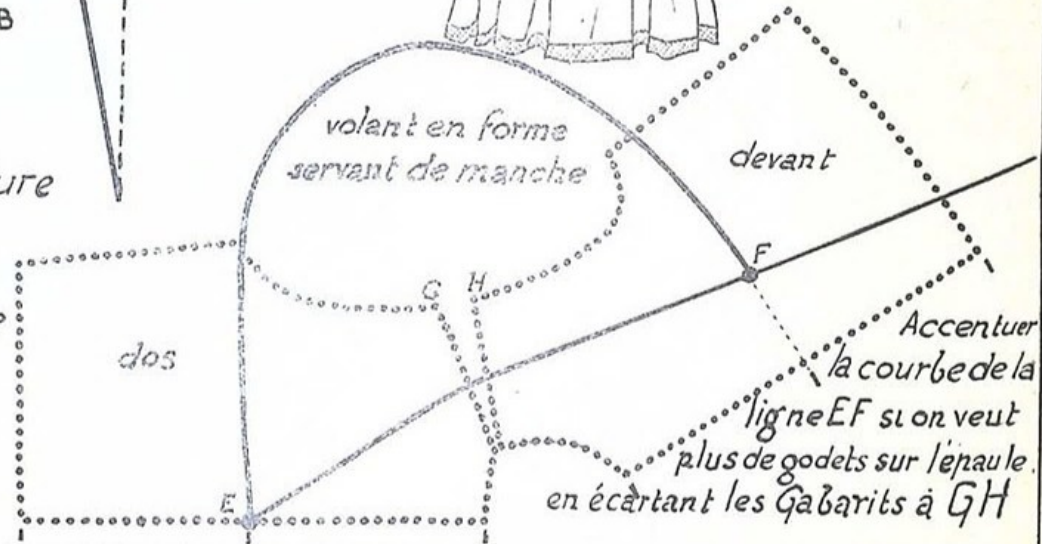 B
ure
volant en forme
servant de manche
devant
F
G H
dos
E
Accentuer
la courbe de la
ligne EF si on veut
plus de godets sur l'épaule.
en écartant les Gabarits à GH